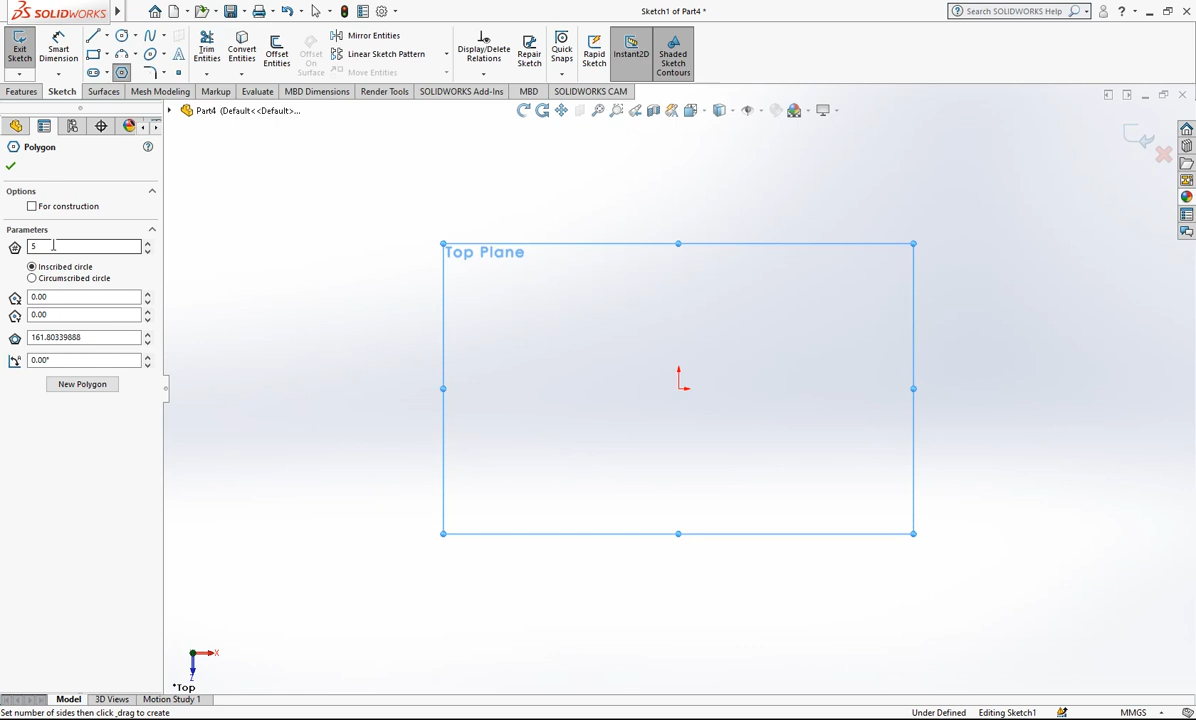 SOLIDWORKS
Sketch1 of Part4 *
Search SOLIDWORKS Help
Exit Sketch
Smart Dimension
Trim Entities
Convert Entities
Offset Entities
Offset On Surface
Mirror Entities
Linear Sketch Pattern
Move Entities
Display/Delete Relations
Repair Sketch
Quick Snaps
Rapid Sketch
Instant2D
Shaded Sketch Contours
Features
Sketch
Surfaces
Mesh Modeling
Markup
Evaluate
MBD Dimensions
Render Tools
SOLIDWORKS Add-Ins
MBD
SOLIDWORKS CAM
Part4 (Default<<Default>...
Polygon
Options
For construction
Parameters
5
Inscribed circle
Circumscribed circle
0.00
0.00
161.80339888
0.00°
New Polygon
Top Plane
X
Z
*Top
Model
3D Views
Motion Study 1
Set number of sides then click_drag to create
Under Defined
Editing Sketch1
MMGS